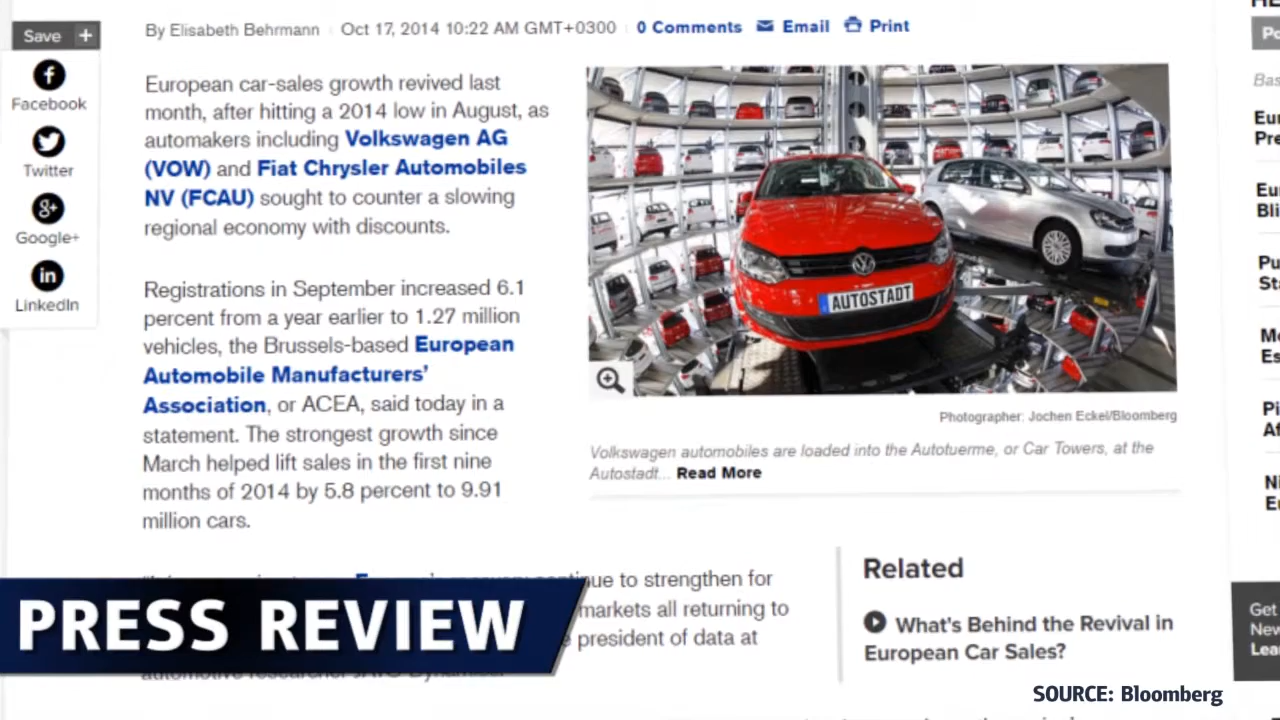 Save +
Facebook
Twitter
Google+
LinkedIn
By Elisabeth Behrmann Oct 17, 2014 10:22 AM GMT+0300 0 Comments Email Print
European car-sales growth revived last
month, after hitting a 2014 low in August, as
automakers including Volkswagen AG
(VOW) and Fiat Chrysler Automobiles
NV (FCAU) sought to counter a slowing
regional economy with discounts.
Registrations in September increased 6.1
percent from a year earlier to 1.27 million
vehicles, the Brussels-based European
Automobile Manufacturers’
Association, or ACEA, said today in a
statement. The strongest growth since
March helped lift sales in the first nine
months of 2014 by 5.8 percent to 9.91
million cars.
AUTOSTADT
Photographer: Jochen Eckel/Bloomberg
Volkswagen automobiles are loaded into the Autotuerme, or Car Towers, at the
Autostadt... Read More
to strengthen for
markets all returning to
president of data at
PRESS REVIEW
Related
What's Behind the Revival in
European Car Sales?
Get
SOURCE: Bloomberg